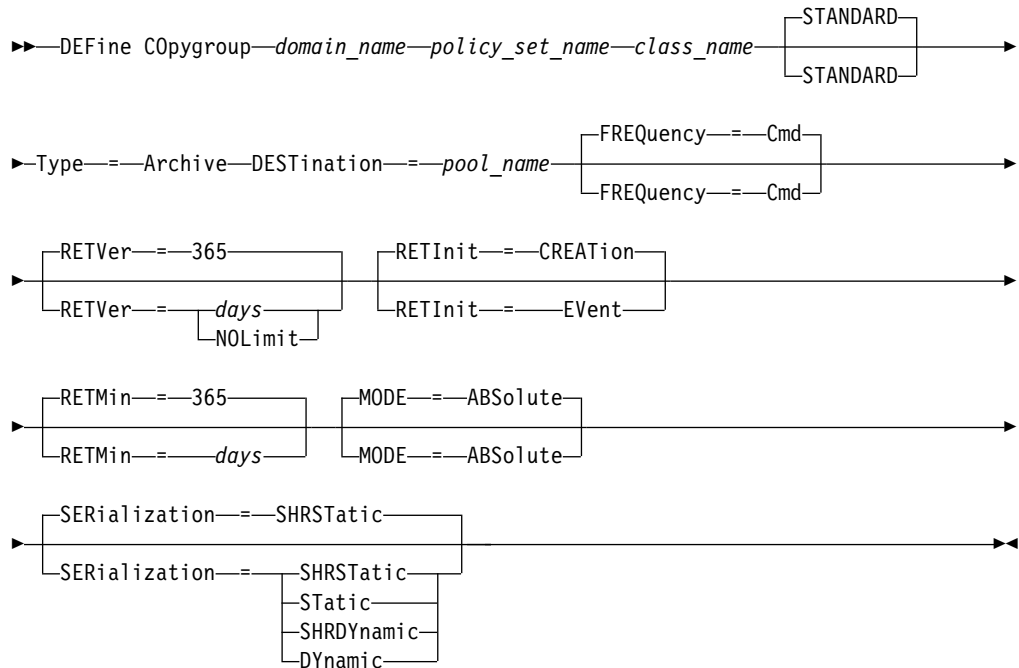 STANDARD
DEFine COpygroup domain_name policy_set_name class_name
STANDARD
FREQuency = Cmd
Type = Archive DESTination = pool_name
FREQuency = Cmd
RETVer = 365 RETInit = CREATion
RETVer = days RETInit = EVent
NOLimit
RETMin = 365 MODE = ABSolute
RETMin = days MODE = ABSolute
SERialization = SHRSTatic
SERialization = SHRSTatic
STatic
SHRDYnamic
DYnamic